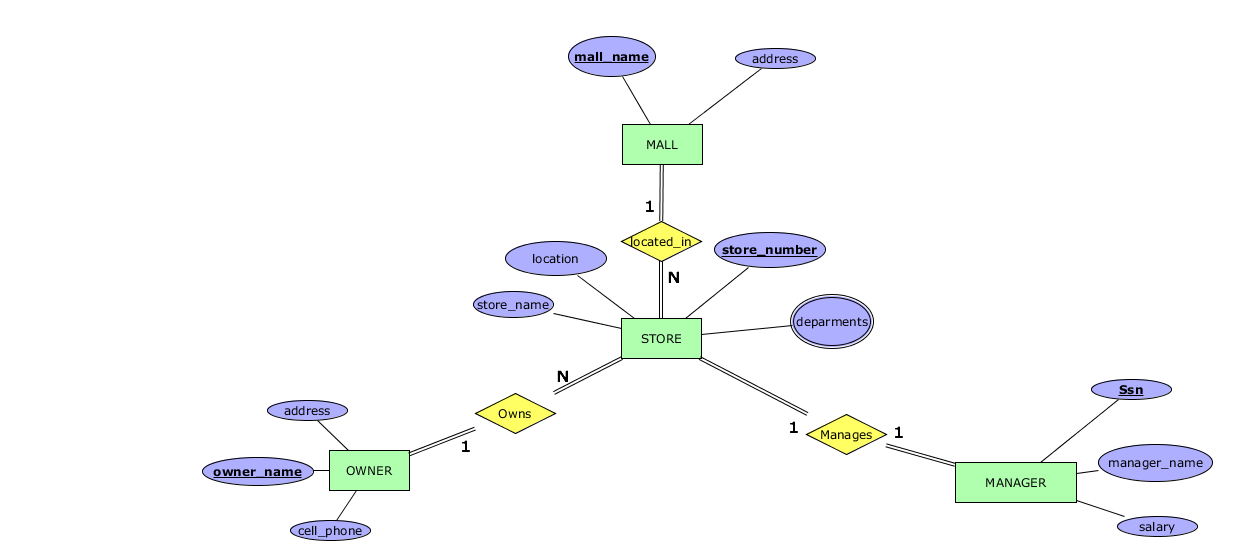 mall_name
address
MALL
1
located_in
N
location
store_number
store_name
deparments
STORE
N
Owns
1
address
owner_name
OWNER
cell_phone
1
Manages
1
Ssn
manager_name
MANAGER
salary